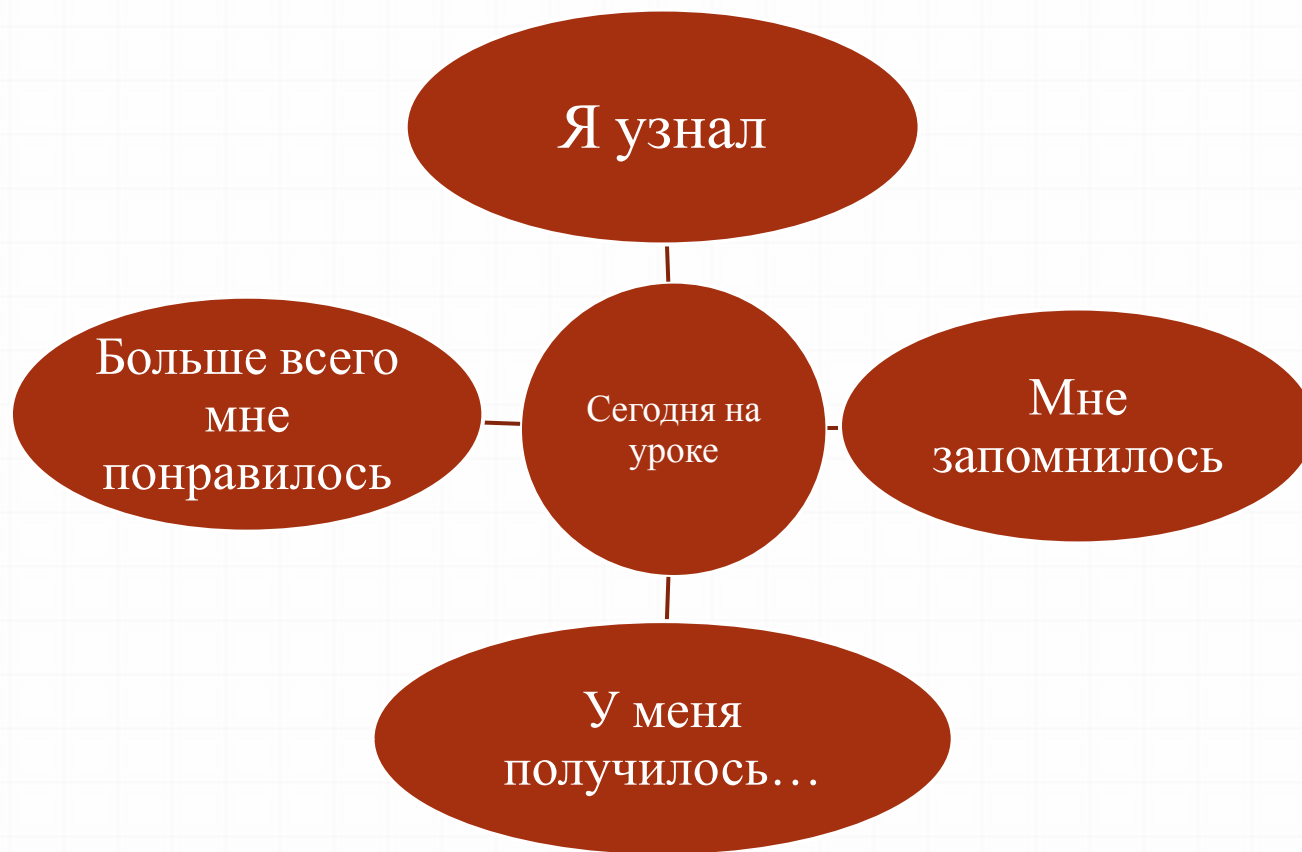 Я узнал
Больше всего
мне
понравилось
Сегодня на
уроке
Мне
запомнилось
У меня
получилось…